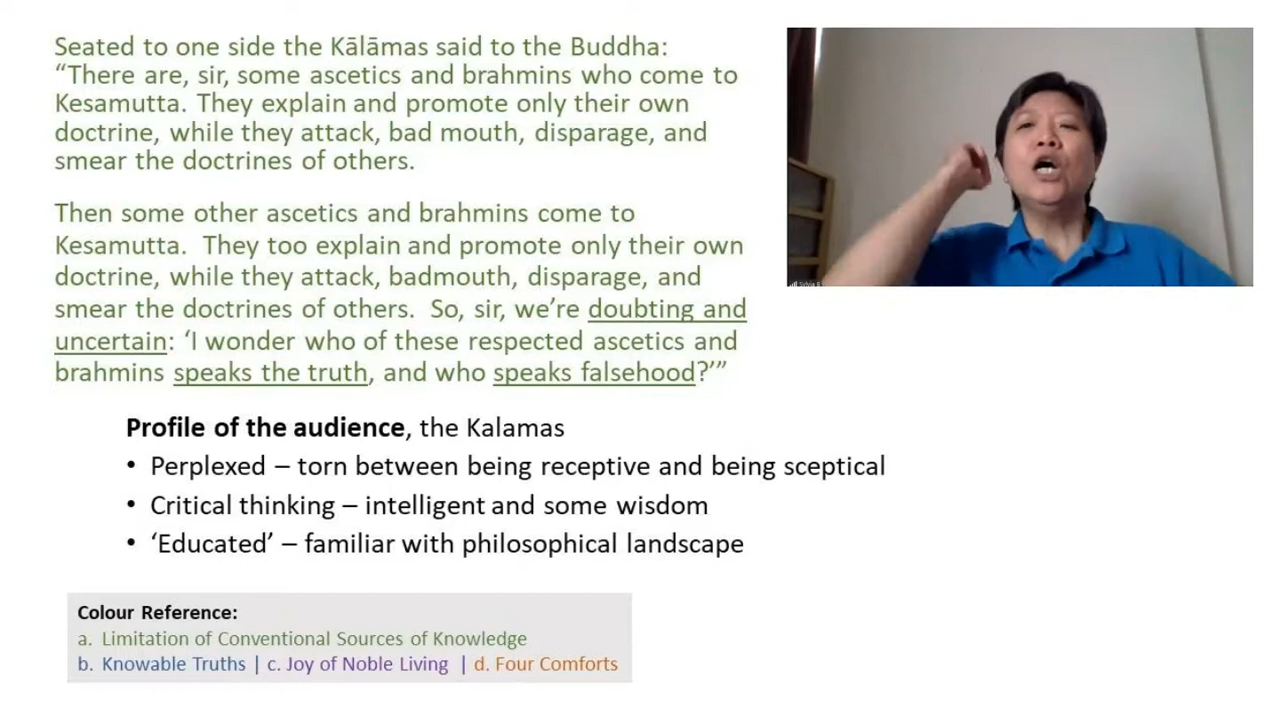 Seated to one side the Kālāmas said to the Buddha:
“There are, sir, some ascetics and brahmins who come to
Kesamutta. They explain and promote only their own
doctrine, while they attack, bad mouth, disparage, and
smear the doctrines of others.
Then some other ascetics and brahmins come to
Kesamutta.  They too explain and promote only their own
doctrine, while they attack, badmouth, disparage, and
smear the doctrines of others.  So, sir, we’re doubting and
uncertain: ‘I wonder who of these respected ascetics and
brahmins speaks the truth, and who speaks falsehood?’”
Profile of the audience, the Kalamas
• Perplexed – torn between being receptive and being sceptical
• Critical thinking – intelligent and some wisdom
• ‘Educated’ – familiar with philosophical landscape
Colour Reference:
a. Limitation of Conventional Sources of Knowledge
b. Knowable Truths | c. Joy of Noble Living | d. Four Comforts